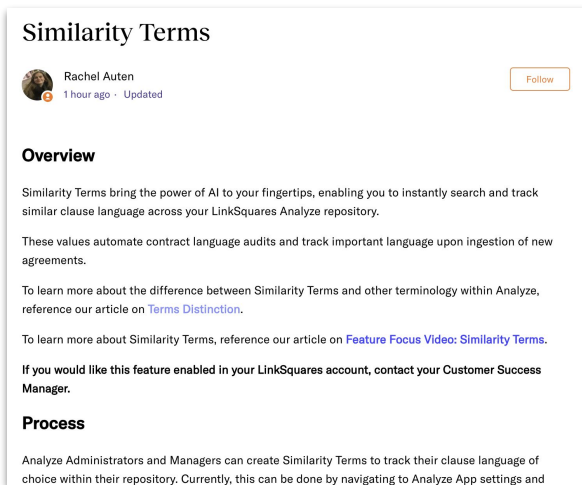 Similarity Terms
Rachel Auten
1 hour ago · Updated
Follow
Overview
Similarity Terms bring the power of AI to your fingertips, enabling you to instantly search and track
similar clause language across your LinkSquares Analyze repository.
These values automate contract language audits and track important language upon ingestion of new
agreements.
To learn more about the difference between Similarity Terms and other terminology within Analyze,
reference our article on Terms Distinction.
To learn more about Similarity Terms, reference our article on Feature Focus Video: Similarity Terms.
If you would like this feature enabled in your LinkSquares account, contact your Customer Success
Manager.
Process
Analyze Administrators and Managers can create Similarity Terms to track their clause language of
choice within their repository. Currently, this can be done by navigating to Analyze App settings and